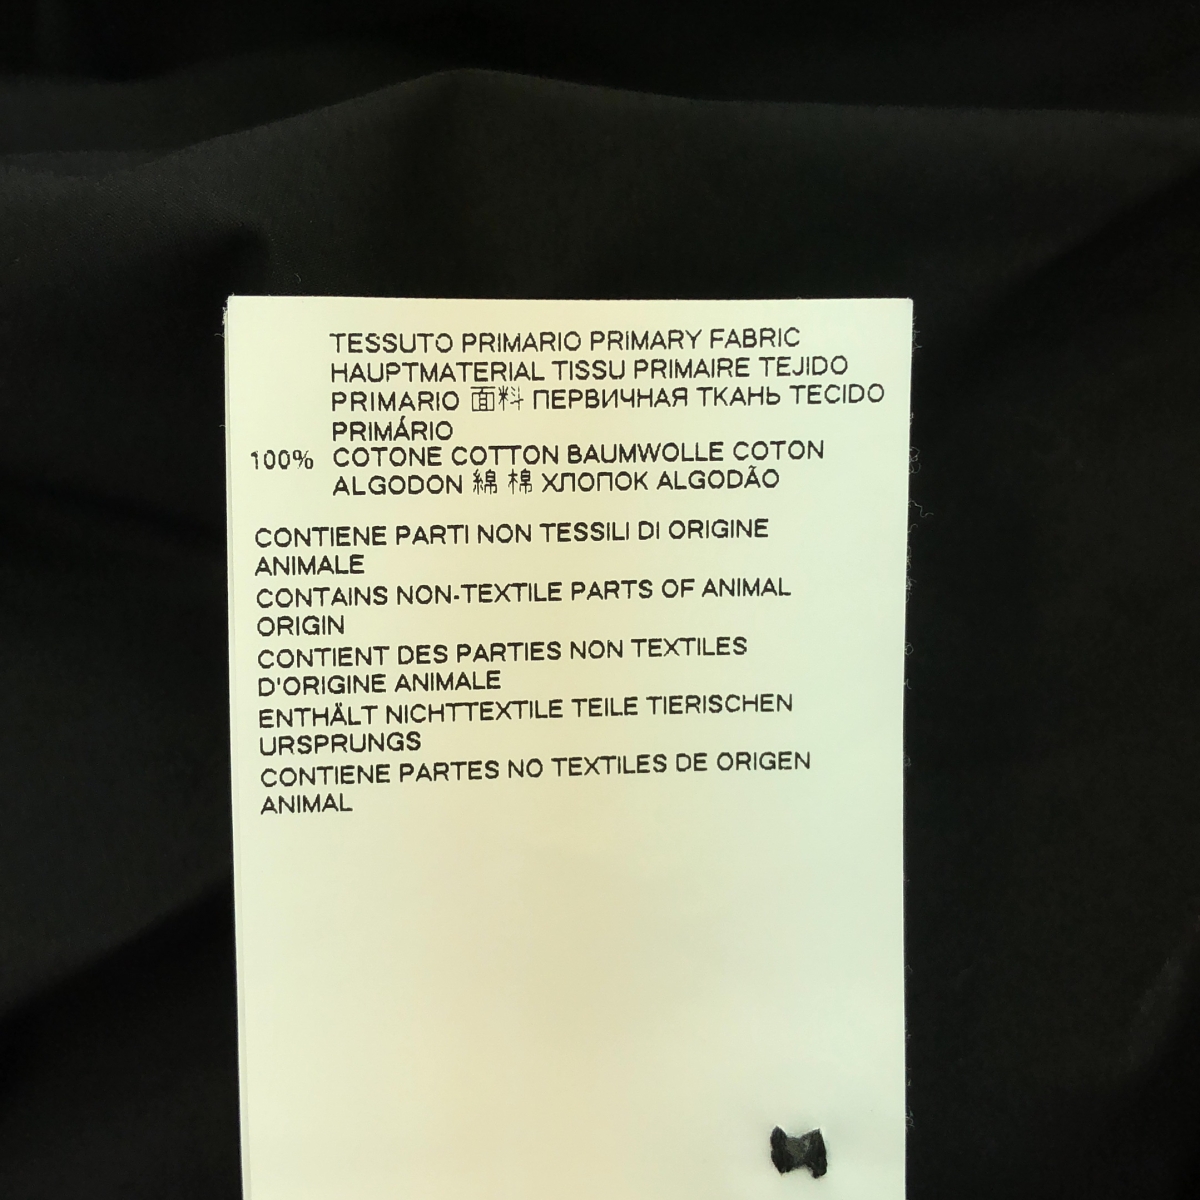 TESSUTO PRIMARIO PRIMARY FABRIC
HAUPTMATERIAL TISSU PRIMAIRE TEJIDO
PRIMARIO 面料 ПЕРВИЧНАЯ ТКАНЬ TECIDO
PRIMÁRIO
100% COTONE COTTON BAUMWOLLE COTON
ALGODON 綿 棉 ХЛОПОК ALGODÃO
CONTIENE PARTI NON TESSILI DI ORIGINE
ANIMALE
CONTAINS NON-TEXTILE PARTS OF ANIMAL
ORIGIN
CONTIENT DES PARTIES NON TEXTILES
D'ORIGINE ANIMALE
ENTHÄLT NICHTTEXTILE TEILE TIERISCHEN
URSPRUNGS
CONTIENE PARTES NO TEXTILES DE ORIGEN
ANIMAL